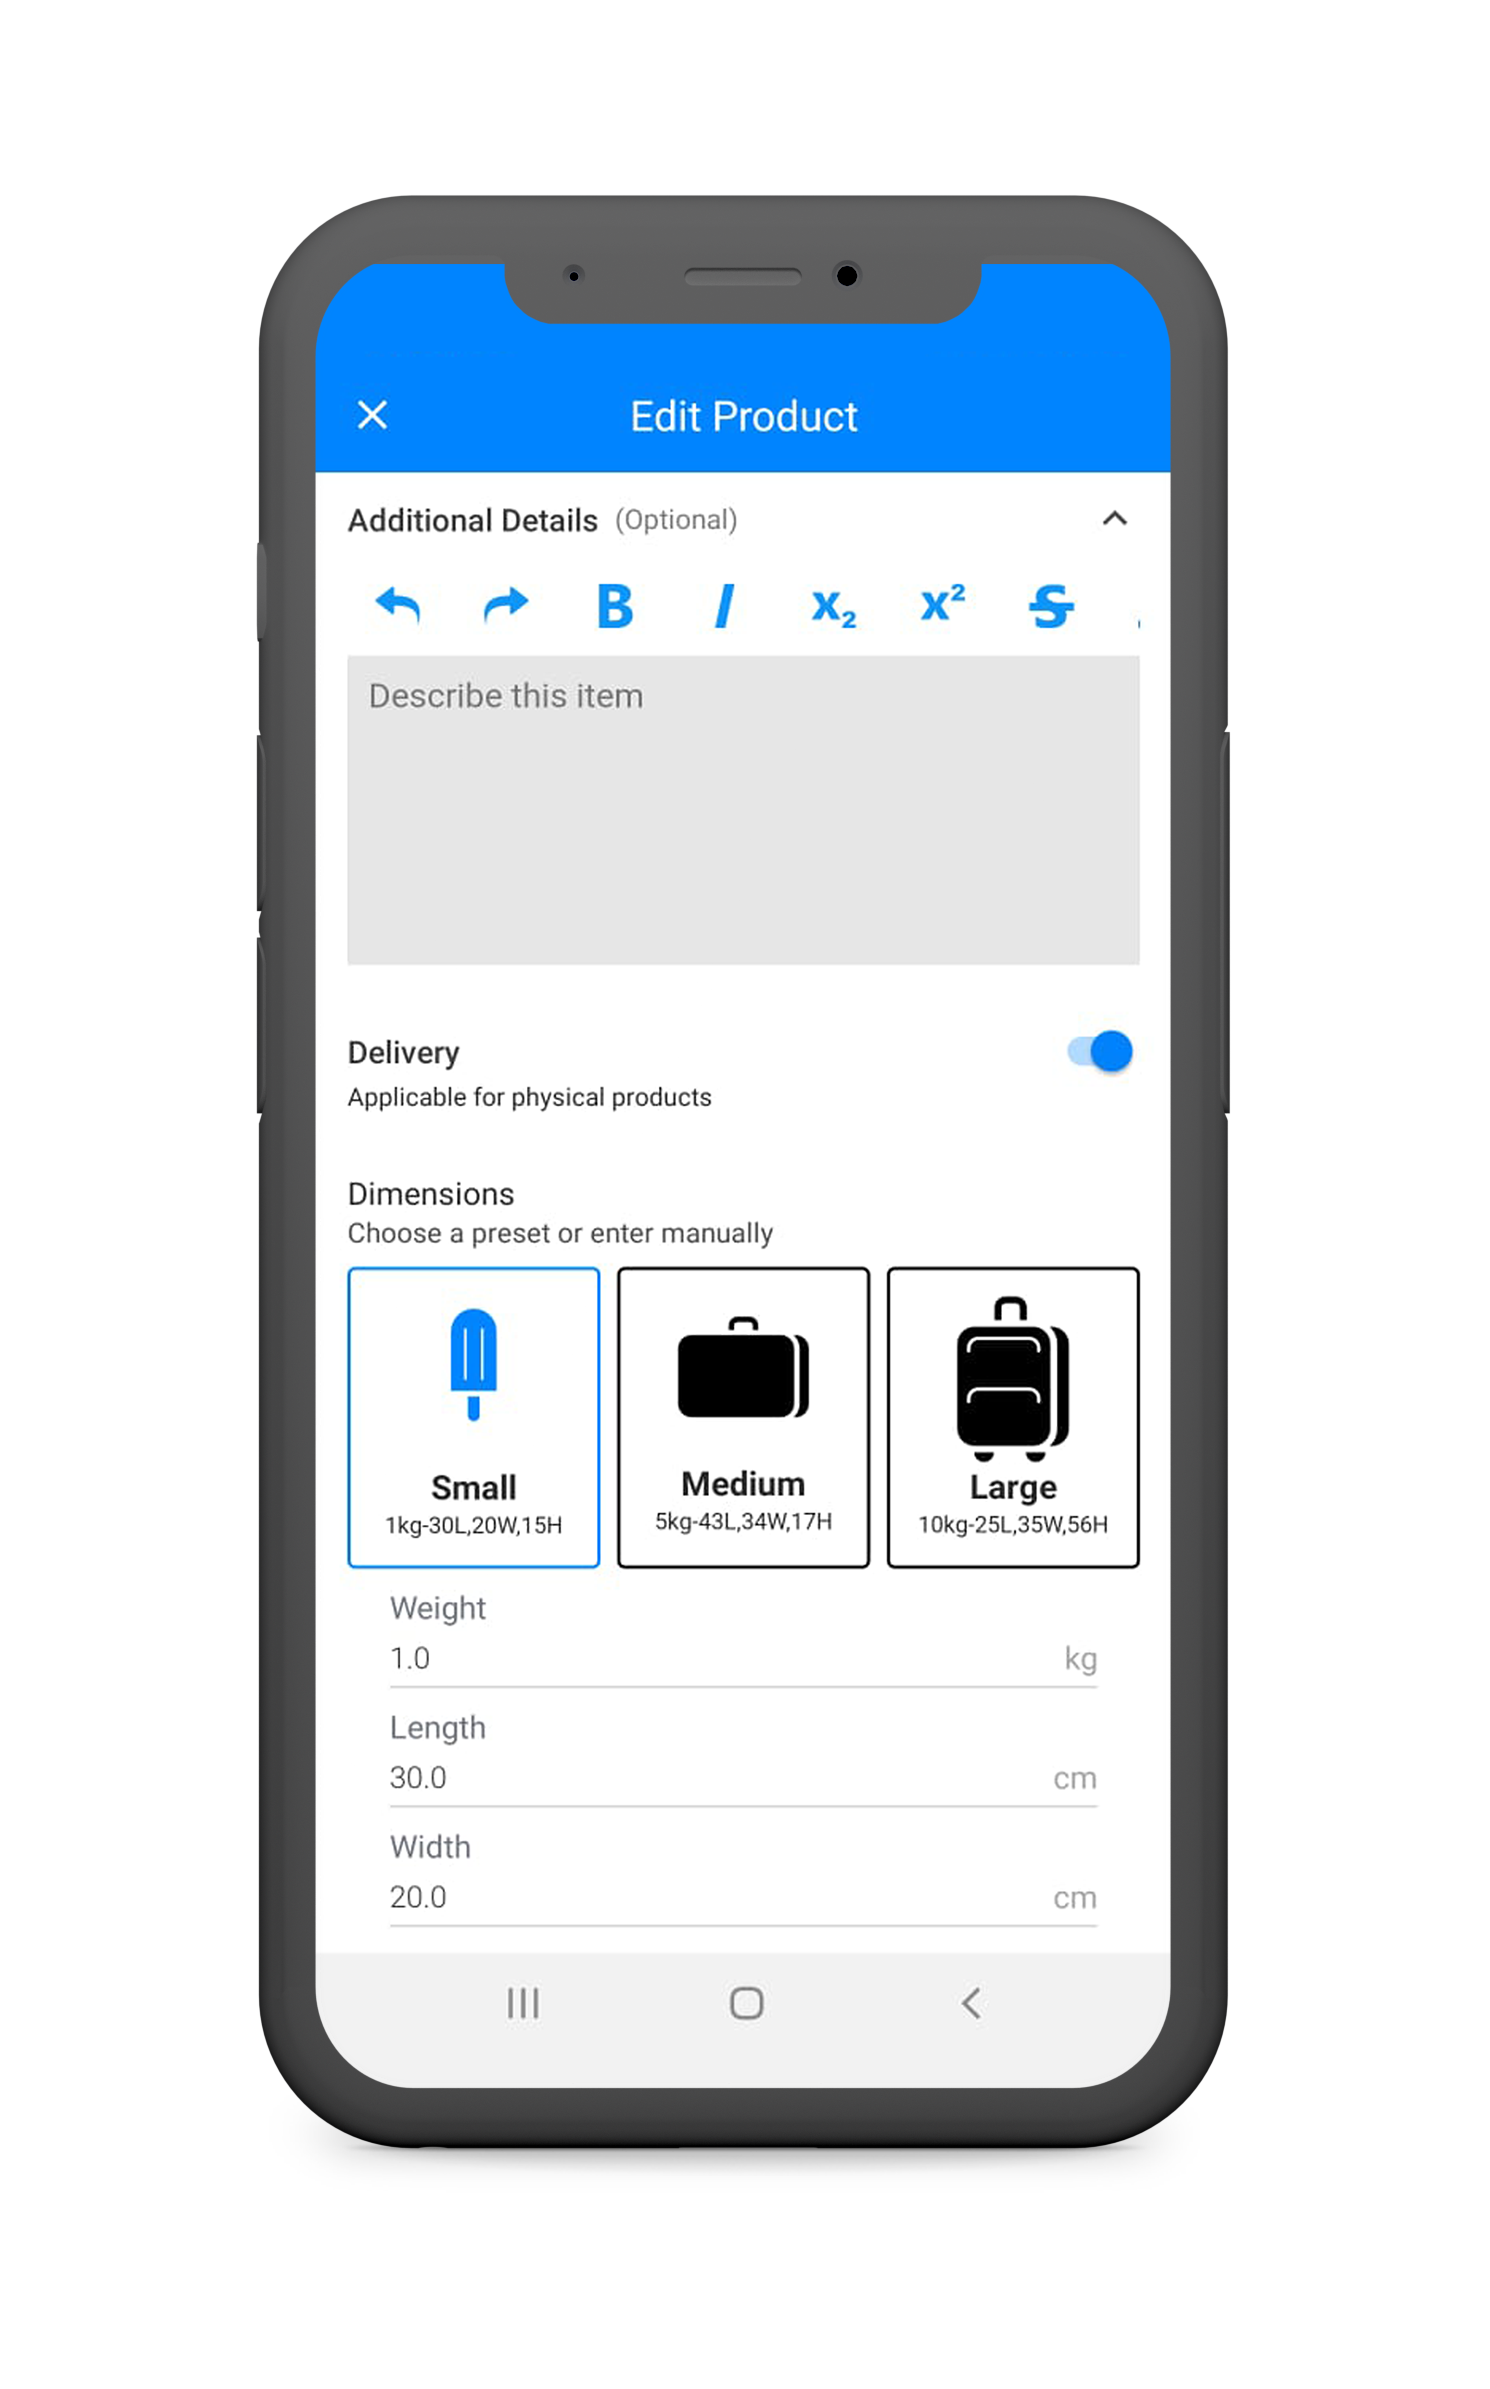 Edit Product
Additional Details (Optional)
B I x₂ x² S
Describe this item
Delivery
Applicable for physical products
Dimensions
Choose a preset or enter manually
Small
1kg-30L,20W,15H
Medium
5kg-43L,34W,17H
Large
10kg-25L,35W,56H
Weight
1.0 kg
Length
30.0 cm
Width
20.0 cm